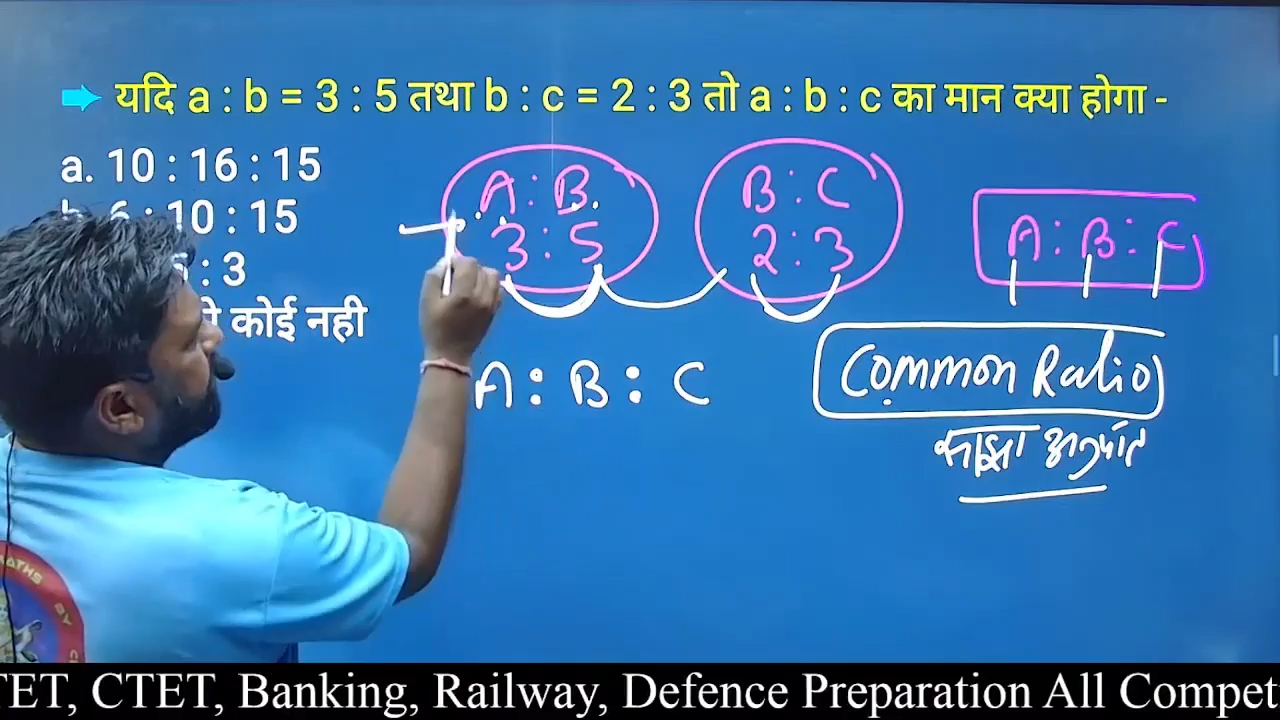 यदि a : b = 3 : 5 तथा b : c = 2 : 3 तो a : b : c का मान क्या होगा -
a. 10 : 16 : 15
: 10 : 15
: 3
कोई नही
A : B
3 : 5
B : C
2 : 3
A : B : C
A : B : C
Common Ratio
साझा अनुपात
TET, CTET, Banking, Railway, Defence Preparation All Compet